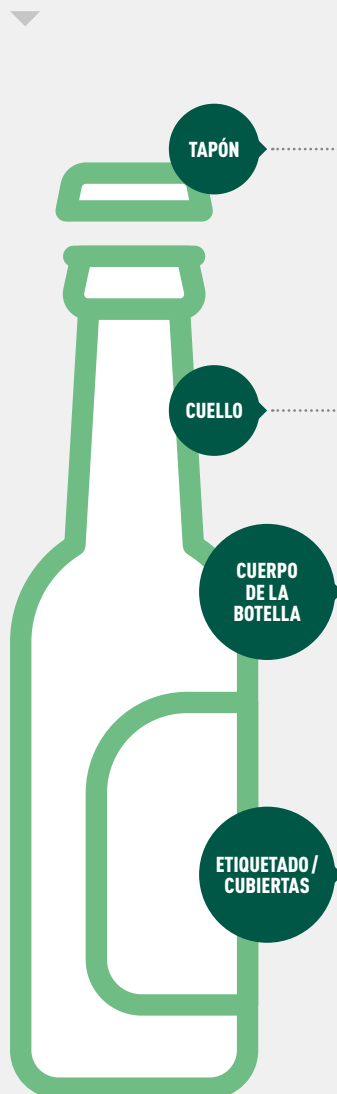 TAPÓN
CUELLO
CUERPO
DE LA
BOTELLA
ETIQUETADO /
CUBIERTAS